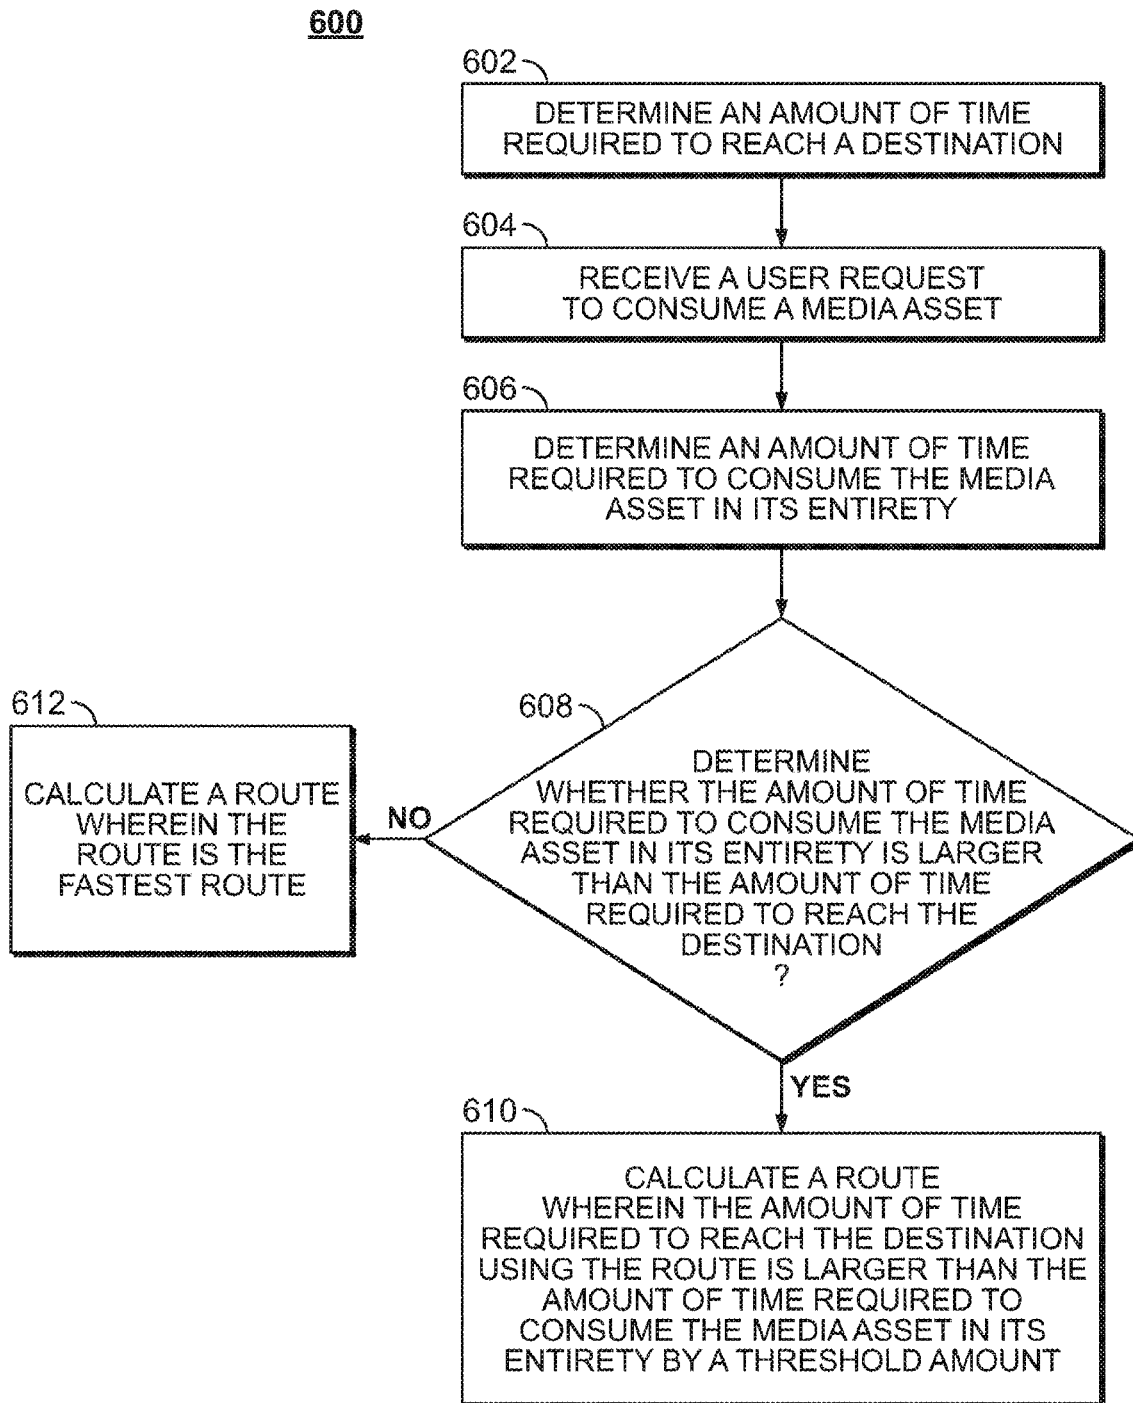 600
602
DETERMINE AN AMOUNT OF TIME
REQUIRED TO REACH A DESTINATION
604
RECEIVE A USER REQUEST
TO CONSUME A MEDIA ASSET
606
DETERMINE AN AMOUNT OF TIME
REQUIRED TO CONSUME THE MEDIA
ASSET IN ITS ENTIRETY
608
DETERMINE
WHETHER THE AMOUNT OF TIME
REQUIRED TO CONSUME THE MEDIA
ASSET IN ITS ENTIRETY IS LARGER
THAN THE AMOUNT OF TIME
REQUIRED TO REACH THE
DESTINATION
?
NO
612
CALCULATE A ROUTE
WHEREIN THE
ROUTE IS THE
FASTEST ROUTE
YES
610
CALCULATE A ROUTE
WHEREIN THE AMOUNT OF TIME
REQUIRED TO REACH THE DESTINATION
USING THE ROUTE IS LARGER THAN THE
AMOUNT OF TIME REQUIRED TO
CONSUME THE MEDIA ASSET IN ITS
ENTIRETY BY A THRESHOLD AMOUNT